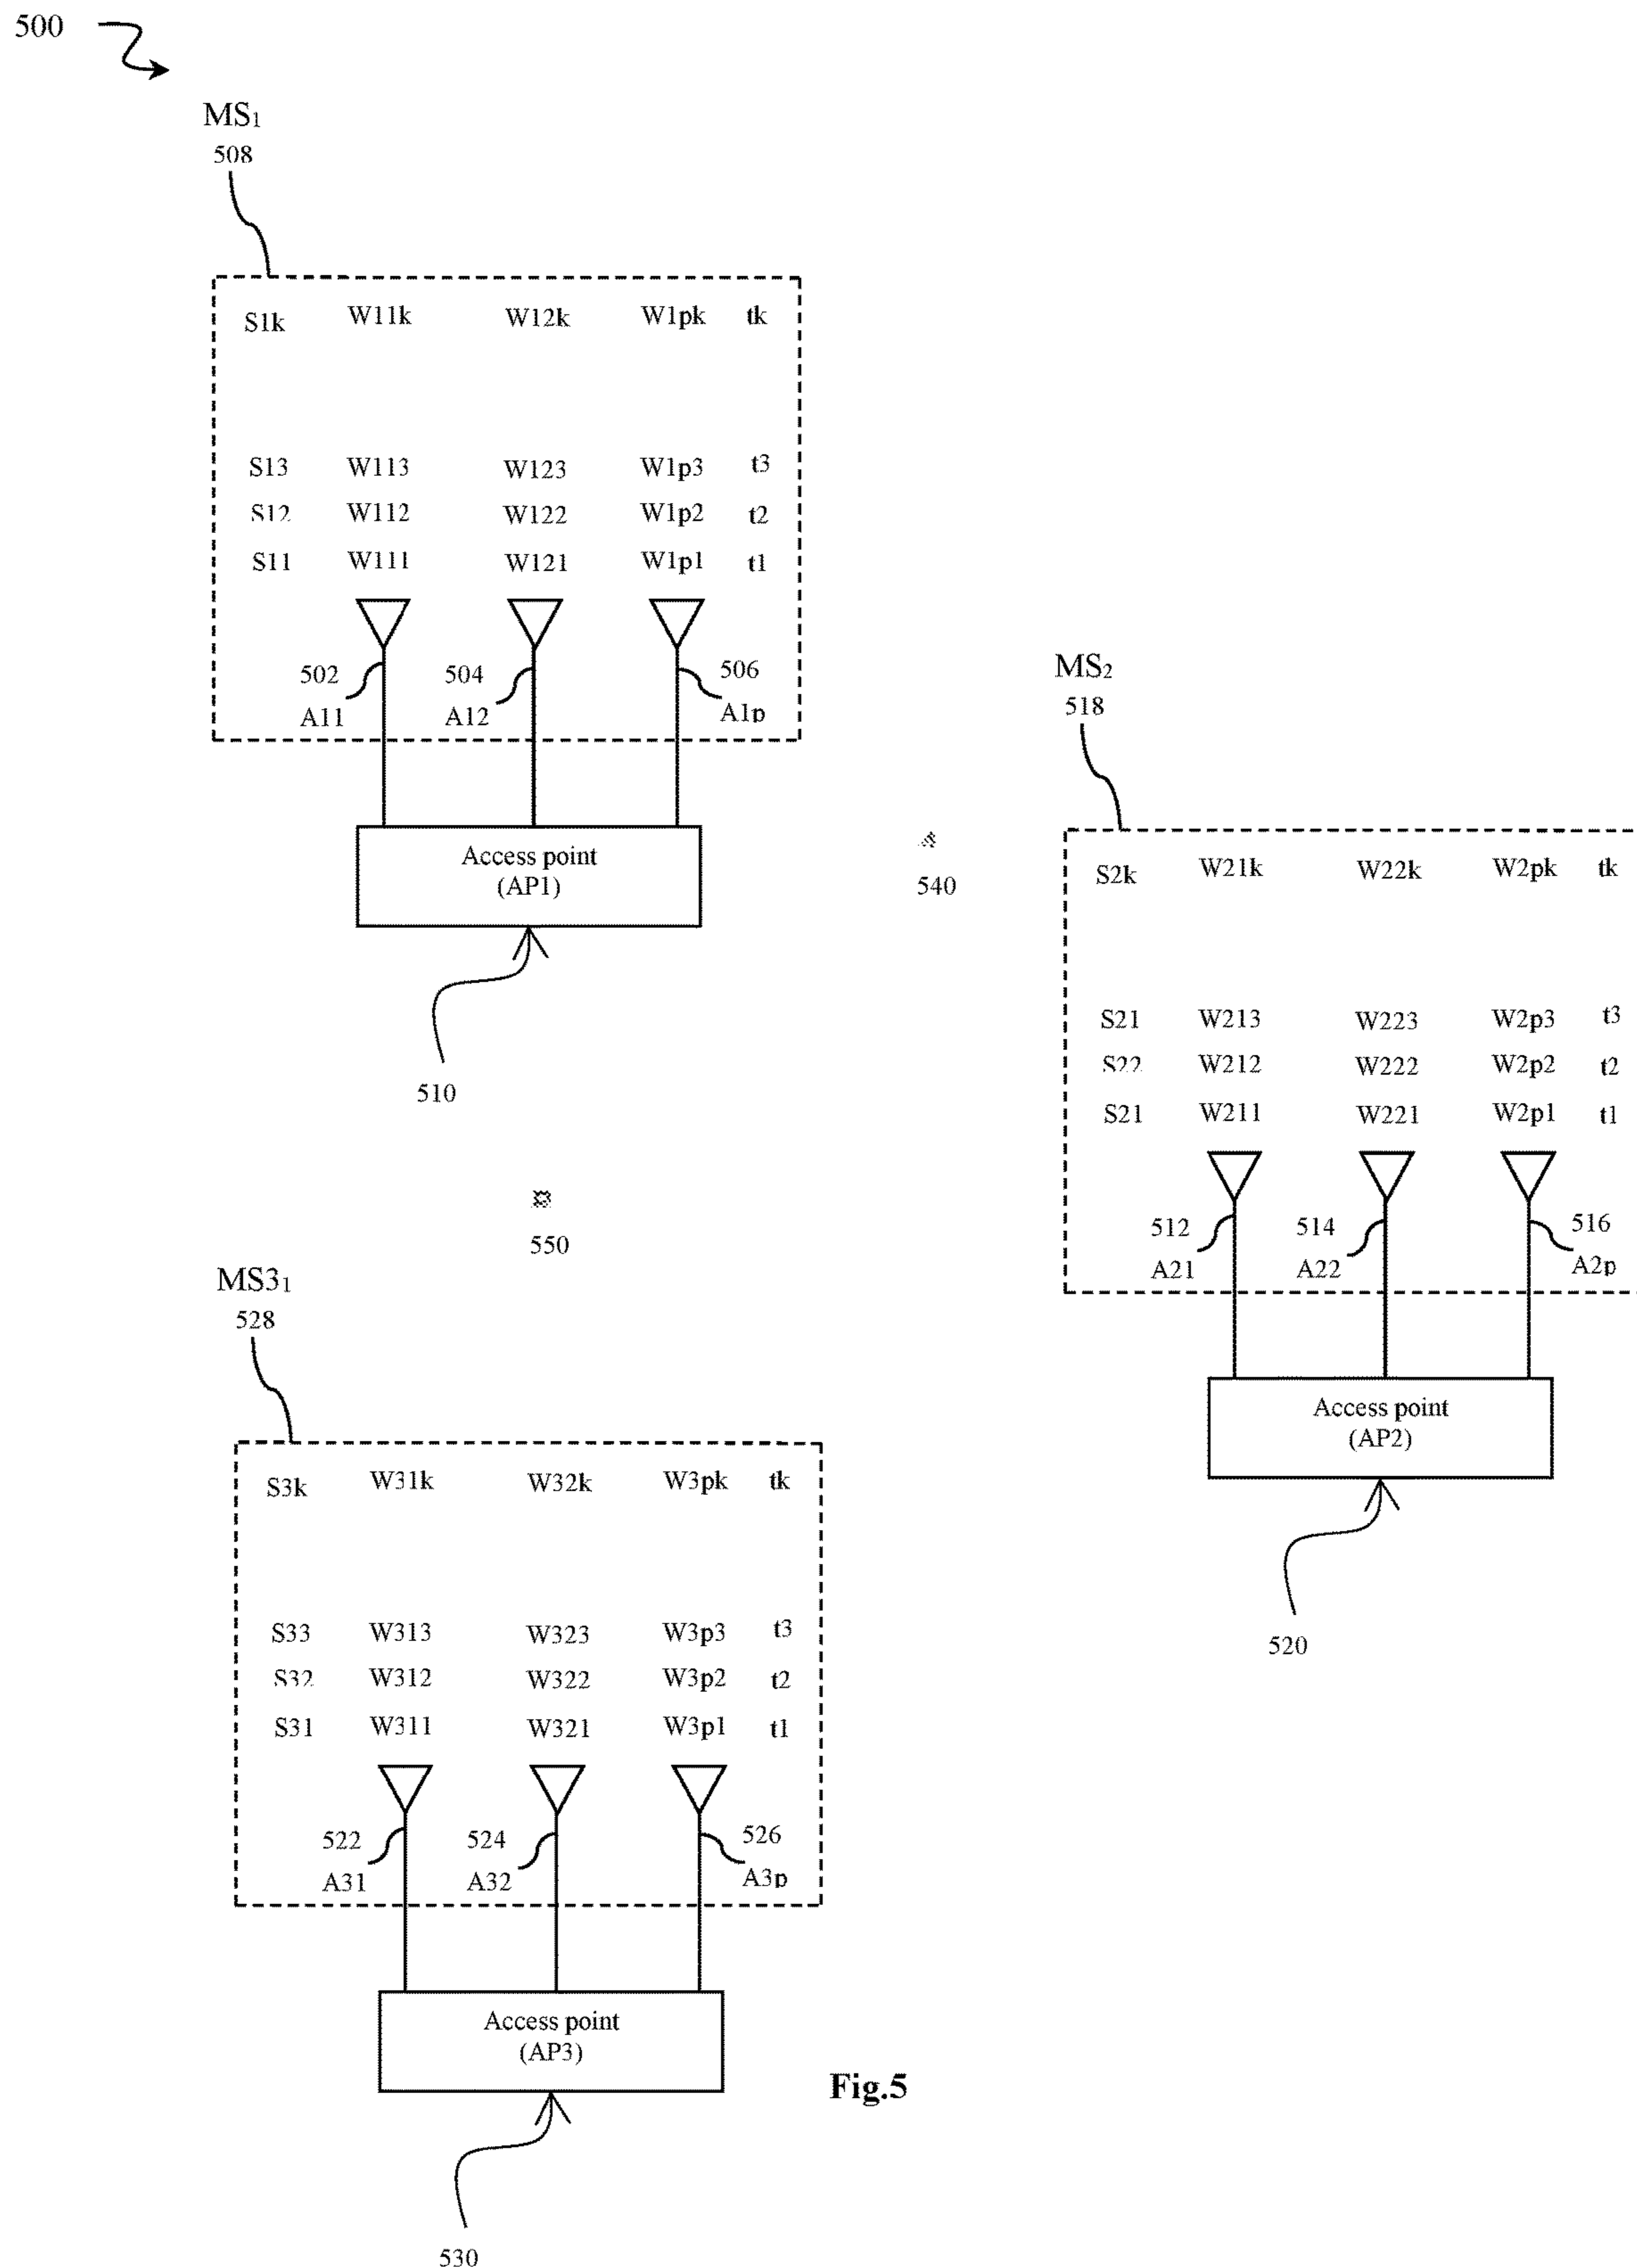 500
MS1
508
S1k W11k W12k W1pk tk
S13 W113 W123 W1p3 t3
S12 W112 W122 W1p2 t2
S11 W111 W121 W1p1 t1
502 504 506
A11 A12 A1p
Access point
(AP1)
510
540
MS2
518
S2k W21k W22k W2pk tk
S21 W213 W223 W2p3 t3
S22 W212 W222 W2p2 t2
S21 W211 W221 W2p1 t1
512 514 516
A21 A22 A2p
Access point
(AP2)
520
550
MS31
528
S3k W31k W32k W3pk tk
S33 W313 W323 W3p3 t3
S32 W312 W322 W3p2 t2
S31 W311 W321 W3p1 t1
522 524 526
A31 A32 A3p
Access point
(AP3)
530
Fig.5